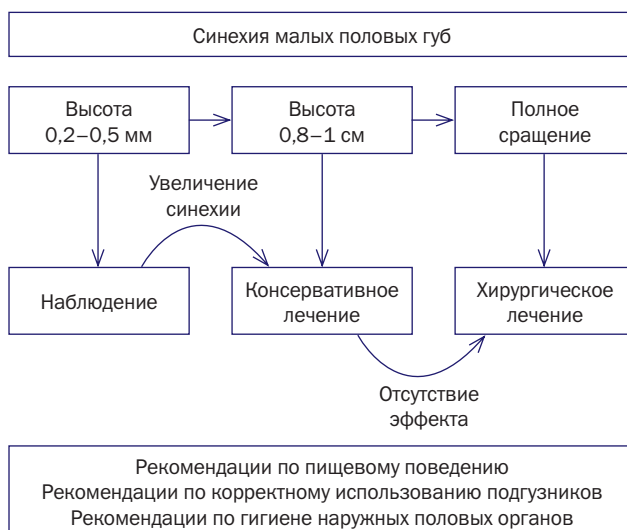 Синехия малых половых губ
Высота
0,2–0,5 мм
Высота
0,8–1 см
Полное
сращение
Увеличение
синехии
Наблюдение
Консервативное
лечение
Хирургическое
лечение
Отсутствие
эффекта
Рекомендации по пищевому поведению
Рекомендации по корректному использованию подгузников
Рекомендации по гигиене наружных половых органов